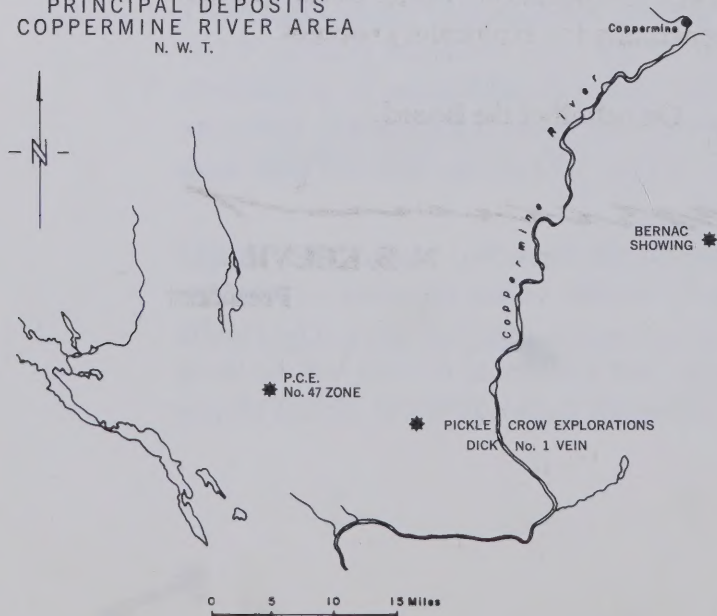 PRINCIPAL DEPOSITS
COPPERMINE RIVER AREA
N. W. T.
Coppermine
N
Coppermine River
BERNAC
SHOWING
P.C.E.
No. 47 ZONE
PICKLE CROW EXPLORATIONS
DICK No. 1 VEIN
0 5 10 15 Miles